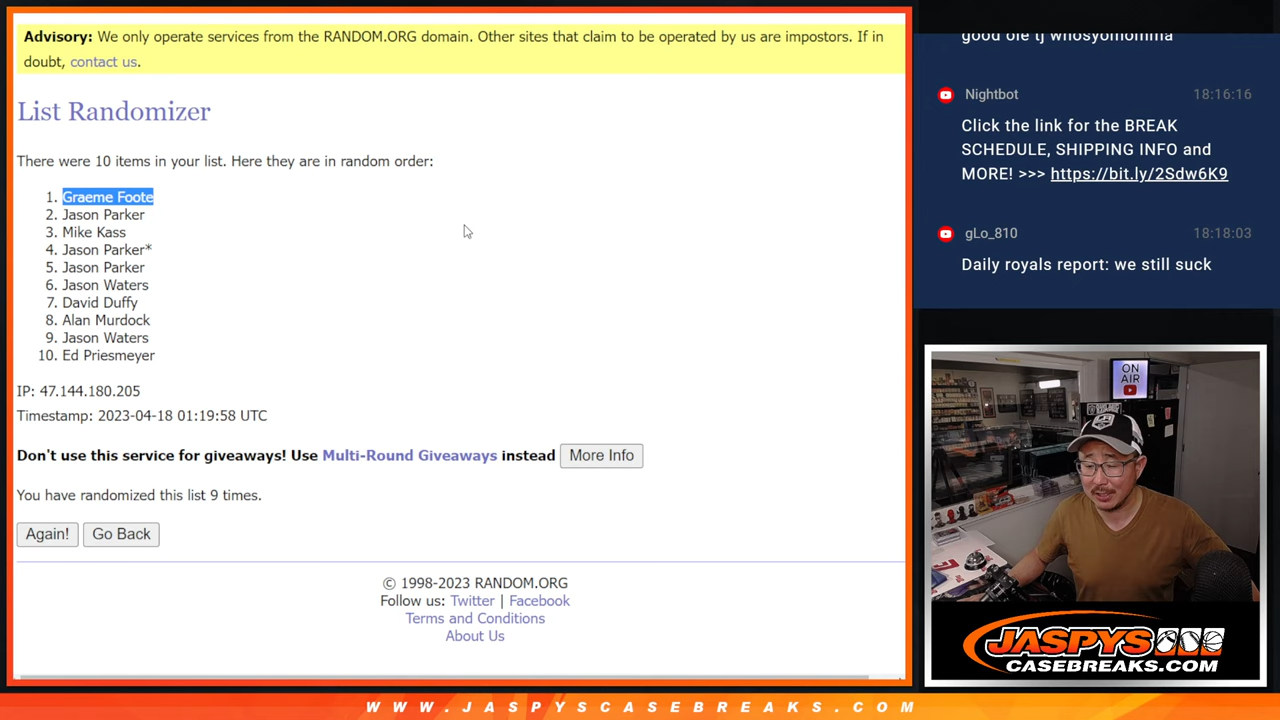 Advisory: We only operate services from the RANDOM.ORG domain. Other sites that claim to be operated by us are impostors. If in
doubt, contact us.
List Randomizer
There were 10 items in your list. Here they are in random order:
1. Graeme Foote
2. Jason Parker
3. Mike Kass
4. Jason Parker*
5. Jason Parker
6. Jason Waters
7. David Duffy
8. Alan Murdock
9. Jason Waters
10. Ed Priesmeyer
IP: 47.144.180.205
Timestamp: 2023-04-18 01:19:58 UTC
Don't use this service for giveaways! Use Multi-Round Giveaways instead More Info
You have randomized this list 9 times.
Again! Go Back
© 1998-2023 RANDOM.ORG
Follow us: Twitter | Facebook
Terms and Conditions
About Us
good ole tj whosyomomma
Nightbot 18:16:16
Click the link for the BREAK
SCHEDULE, SHIPPING INFO and
MORE! >>> https://bit.ly/2Sdw6K9
gLo_810 18:18:03
Daily royals report: we still suck
ON
AIR
JASPYS
CASEBREAKS.COM
WWW.JASPYSCASEBREAKS.COM